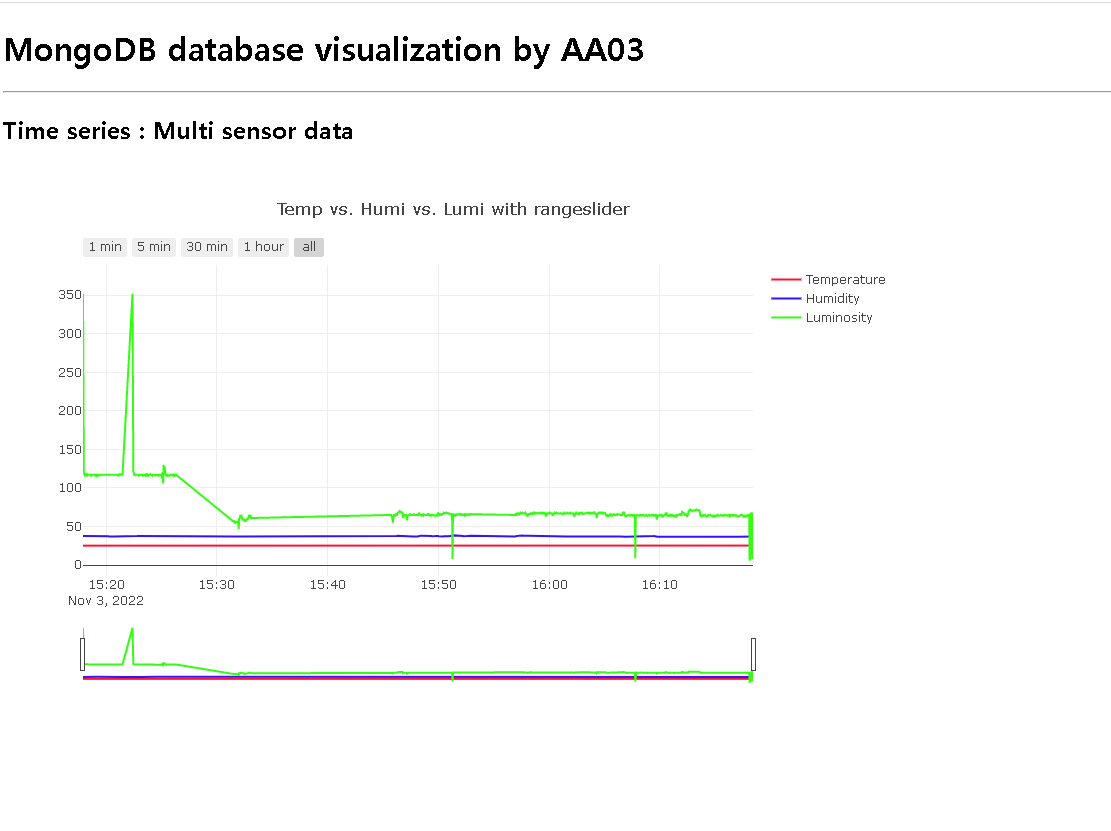 MongoDB database visualization by AA03
Time series : Multi sensor data
Temp vs. Humi vs. Lumi with rangeslider
1 min 5 min 30 min 1 hour all
Temperature
Humidity
Luminosity
350
300
250
200
150
100
50
0
15:20 15:30 15:40 15:50 16:00 16:10
Nov 3, 2022